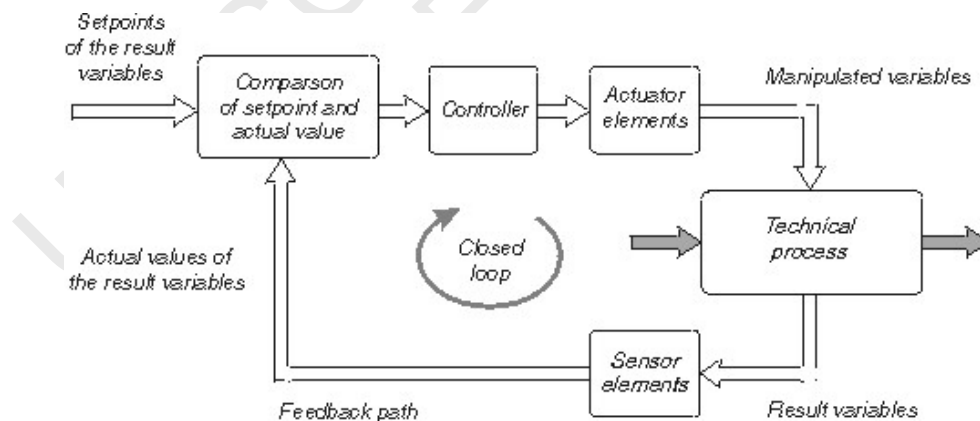 Setpoints
of the result
variables
Comparison
of setpoint and
actual value
Controller
Actuator
elements
Manipulated variables
Technical
process
Closed
loop
Actual values of
the result variables
Sensor
elements
Feedback path
Result variables